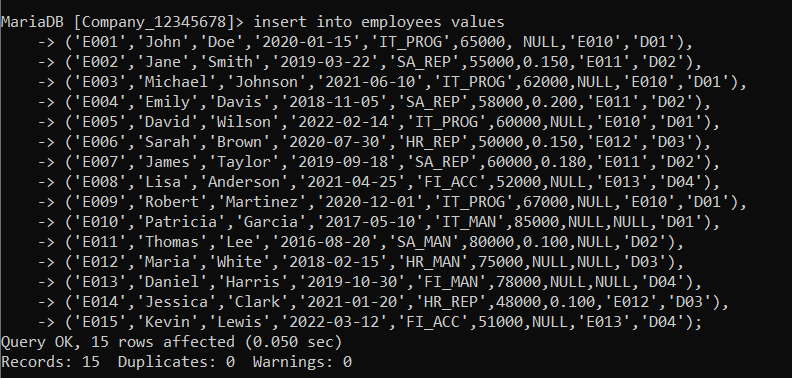 MariaDB [Company_12345678]> insert into employees values
    -> ('E001','John','Doe','2020-01-15','IT_PROG',65000, NULL,'E010','D01'),
    -> ('E002','Jane','Smith','2019-03-22','SA_REP',55000,0.150,'E011','D02'),
    -> ('E003','Michael','Johnson','2021-06-10','IT_PROG',62000,NULL,'E010','D01'),
    -> ('E004','Emily','Davis','2018-11-05','SA_REP',58000,0.200,'E011','D02'),
    -> ('E005','David','Wilson','2022-02-14','IT_PROG',60000,NULL,'E010','D01'),
    -> ('E006','Sarah','Brown','2020-07-30','HR_REP',50000,0.150,'E012','D03'),
    -> ('E007','James','Taylor','2019-09-18','SA_REP',60000,0.180,'E011','D02'),
    -> ('E008','Lisa','Anderson','2021-04-25','FI_ACC',52000,NULL,'E013','D04'),
    -> ('E009','Robert','Martinez','2020-12-01','IT_PROG',67000,NULL,'E010','D01'),
    -> ('E010','Patricia','Garcia','2017-05-10','IT_MAN',85000,NULL,NULL,'D01'),
    -> ('E011','Thomas','Lee','2016-08-20','SA_MAN',80000,0.100,NULL,'D02'),
    -> ('E012','Maria','White','2018-02-15','HR_MAN',75000,NULL,NULL,'D03'),
    -> ('E013','Daniel','Harris','2019-10-30','FI_MAN',78000,NULL,NULL,'D04'),
    -> ('E014','Jessica','Clark','2021-01-20','HR_REP',48000,0.100,'E012','D03'),
    -> ('E015','Kevin','Lewis','2022-03-12','FI_ACC',51000,NULL,'E013','D04');
Query OK, 15 rows affected (0.050 sec)
Records: 15  Duplicates: 0  Warnings: 0